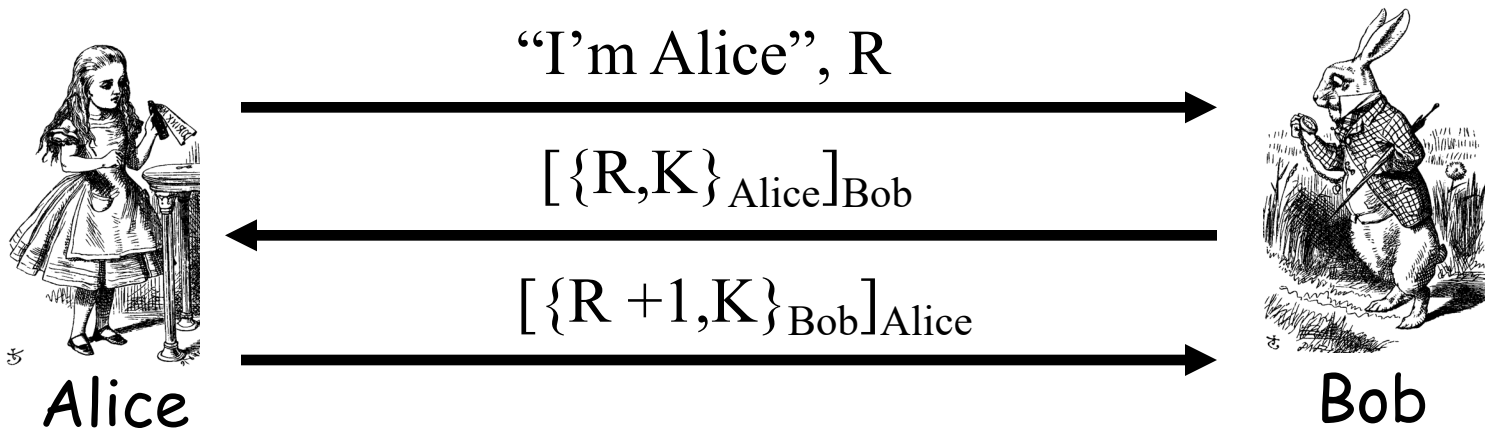 “I’m Alice”, R
[{R,K}Alice]Bob
[{R +1,K}Bob]Alice
Alice
Bob